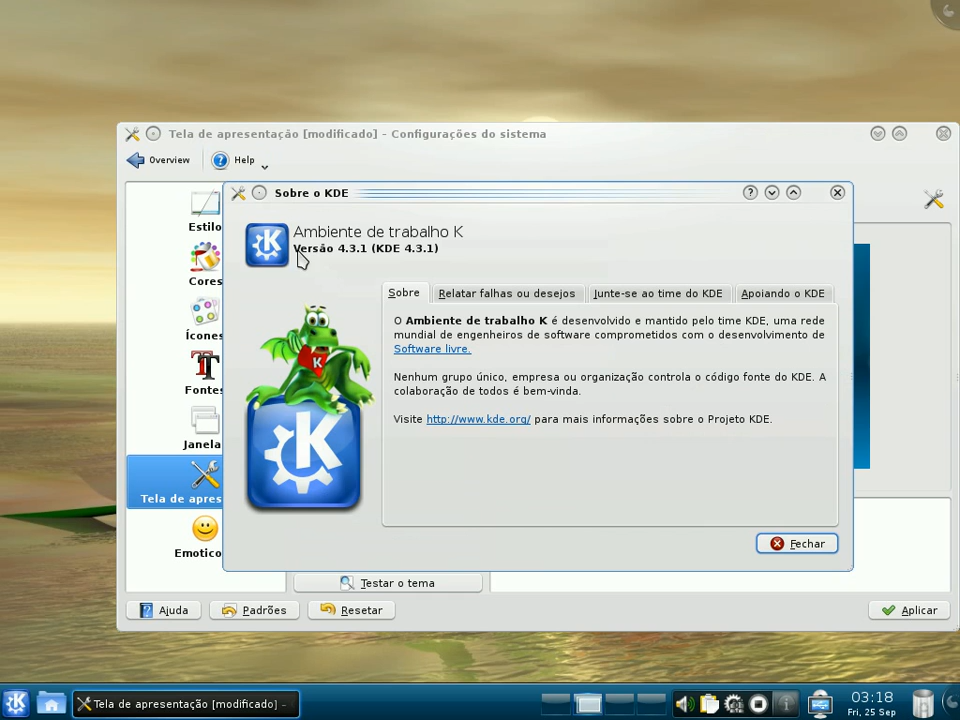 Tela de apresentação [modificado] – Configurações do sistema
Overview Help
Sobre o KDE
Ambiente de trabalho K
Versão 4.3.1 (KDE 4.3.1)
Estilo
Cores
Ícones
Fontes
Janela
Tela de apres
Emotico
Sobre Relatar falhas ou desejos Junte-se ao time do KDE Apoiando o KDE
O Ambiente de trabalho K é desenvolvido e mantido pelo time KDE, uma rede
mundial de engenheiros de software comprometidos com o desenvolvimento de
Software livre.
Nenhum grupo único, empresa ou organização controla o código fonte do KDE. A
colaboração de todos é bem-vinda.
Visite http://www.kde.org/ para mais informações sobre o Projeto KDE.
Fechar
Testar o tema
Ajuda Padrões Resetar Aplicar
Tela de apresentação [modificado] –
03:18
Fri, 25 Sep